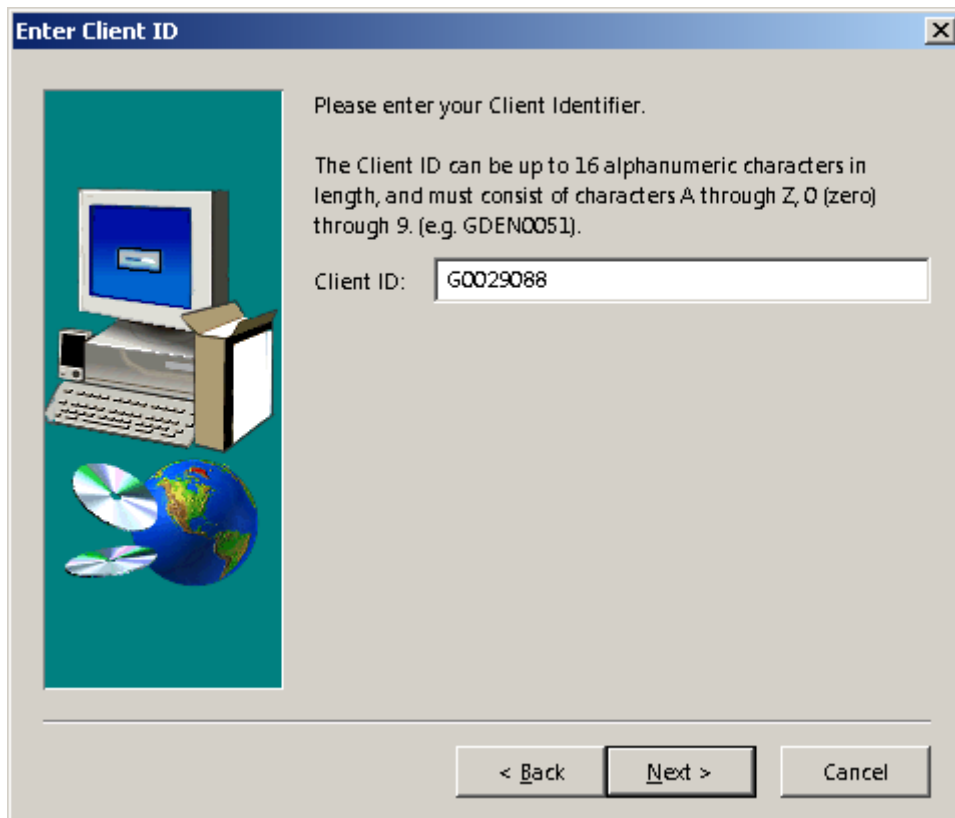 Enter Client ID
Please enter your Client Identifier.
The Client ID can be up to 16 alphanumeric characters in
length, and must consist of characters A through Z, 0 (zero)
through 9. (e.g. GDEN0051).
Client ID: G0029088
< Back Next > Cancel